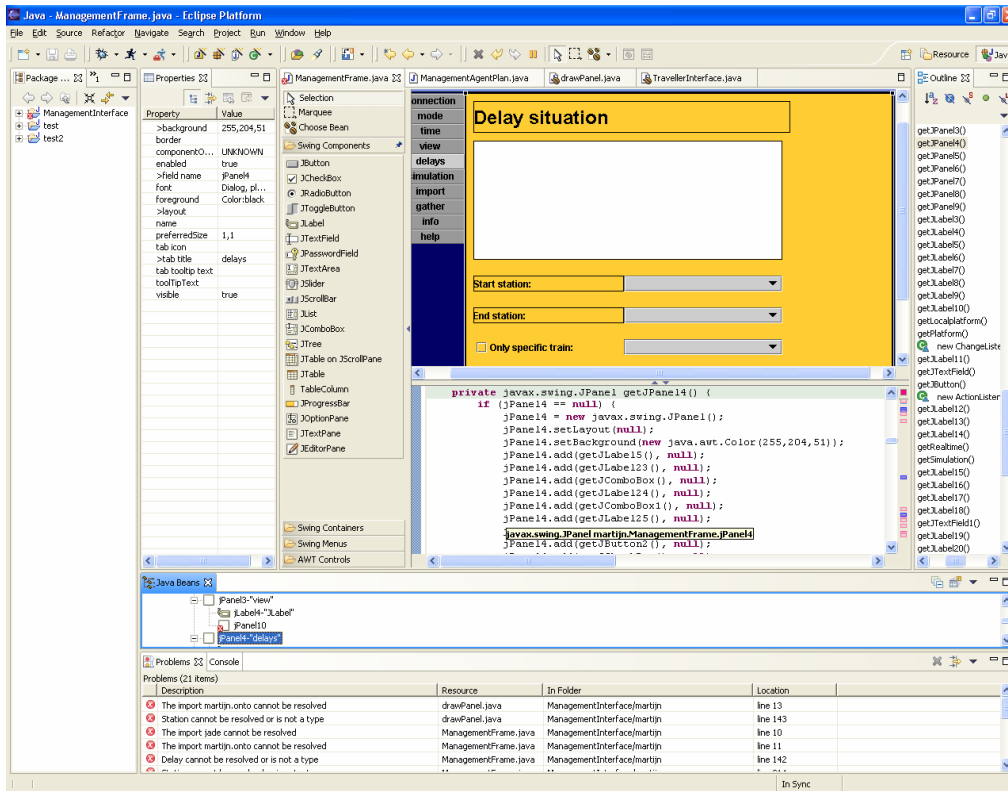 Java - ManagementFrame.java - Eclipse Platform
File Edit Source Refactor Navigate Search Project Run Window Help
Resource Jav
Package ... 1
ManagementInterface
test
test2
Properties
Property Value
>background 255,204,51
border
componentO... UNKNOWN
enabled true
>field name jPanel4
font Dialog, pl...
foreground Color:black
>layout
name
preferredSize 1,1
tab icon
>tab title delays
tab tooltip text
toolTipText
visible true
ManagementFrame.java ManagementAgentPlan.java drawPanel.java TravellerInterface.java
Selection
Marquee
Choose Bean
Swing Components
JButton
JCheckBox
JRadioButton
JToggleButton
JLabel
JTextField
JPasswordField
JTextArea
JSlider
JScrollBar
JList
JComboBox
JTree
JTable on JScrollPane
JTable
TableColumn
JProgressBar
JOptionPane
JTextPane
JEditorPane
Swing Containers
Swing Menus
AWT Controls
onnection
mode
time
view
delays
imulation
import
gather
info
help
Delay situation
Start station:
End station:
Only specific train:
private javax.swing.JPanel getJPanel4() {
if (jPanel4 == null) {
jPanel4 = new javax.swing.JPanel();
jPanel4.setLayout(null);
jPanel4.setBackground(new java.awt.Color(255,204,51));
jPanel4.add(getJLabel5(), null);
jPanel4.add(getJLabel23(), null);
jPanel4.add(getJComboBox(), null);
jPanel4.add(getJLabel24(), null);
jPanel4.add(getJComboBox1(), null);
jPanel4.add(getJLabel25(), null);
javax.swing.JPanel martijn.ManagementFrame.jPanel4
jPanel4.add(getJButton2(), null);
Outline
getJPanel3()
getJPanel4()
getJPanel5()
getJPanel6()
getJPanel7()
getJPanel8()
getJPanel9()
getJLabel3()
getJLabel4()
getJLabel5()
getJLabel6()
getJLabel7()
getJLabel8()
getJLabel9()
getJLabel10()
getLocalplatform()
getPlatform()
new ChangeListe
getJLabel11()
getJTextField()
getJButton()
new ActionListen
getJLabel12()
getJLabel13()
getJLabel14()
getRealtime()
getSimulation()
getJLabel15()
getJLabel16()
getJLabel17()
getJLabel18()
getJTextField1()
getJLabel19()
getJLabel20()
Java Beans
jPanel3-"view"
jLabel4-"JLabel"
jPanel10
jPanel4-"delays"
Problems Console
Problems (21 items)
Description Resource In Folder Location
The import martijn.onto cannot be resolved drawPanel.java ManagementInterface/martijn line 13
Station cannot be resolved or is not a type drawPanel.java ManagementInterface/martijn line 143
The import jade cannot be resolved ManagementFrame.java ManagementInterface/martijn line 10
The import martijn.onto cannot be resolved ManagementFrame.java ManagementInterface/martijn line 11
Delay cannot be resolved or is not a type ManagementFrame.java ManagementInterface/martijn line 142
In Sync